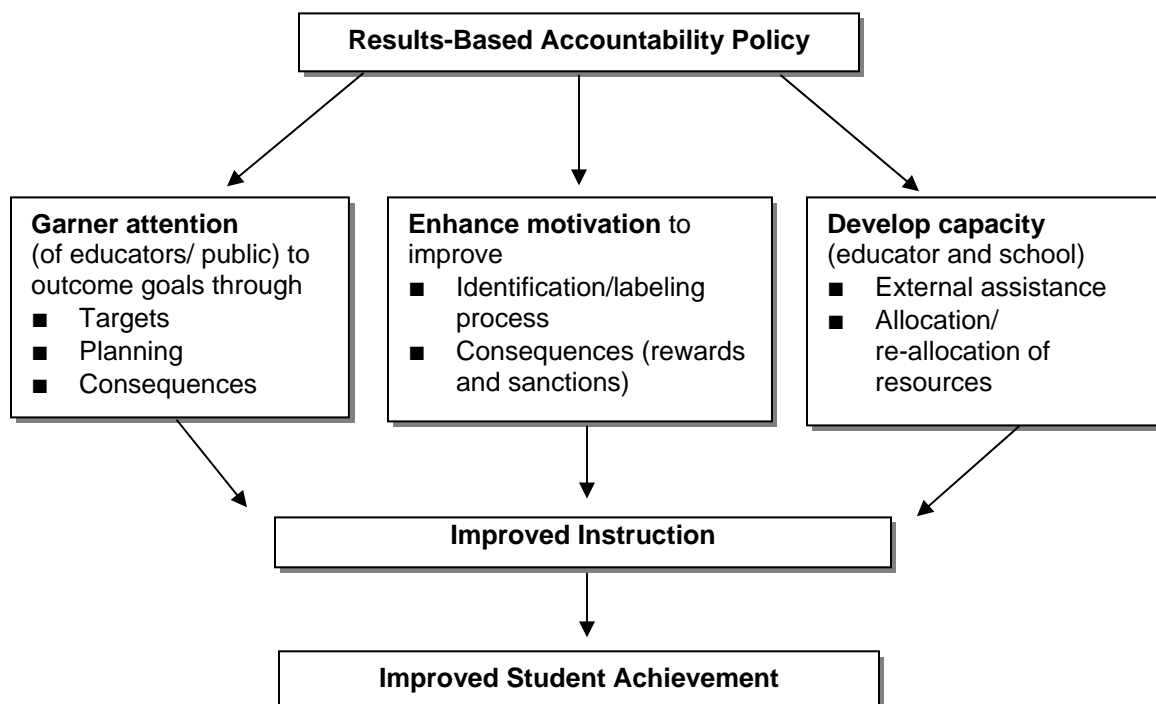 Results-Based Accountability Policy
Garner attention
(of educators/ public) to
outcome goals through
■ Targets
■ Planning
■ Consequences
Enhance motivation to
improve
■ Identification/labeling
process
■ Consequences (rewards
and sanctions)
Develop capacity
(educator and school)
■ External assistance
■ Allocation/
re-allocation of
resources
Improved Instruction
Improved Student Achievement